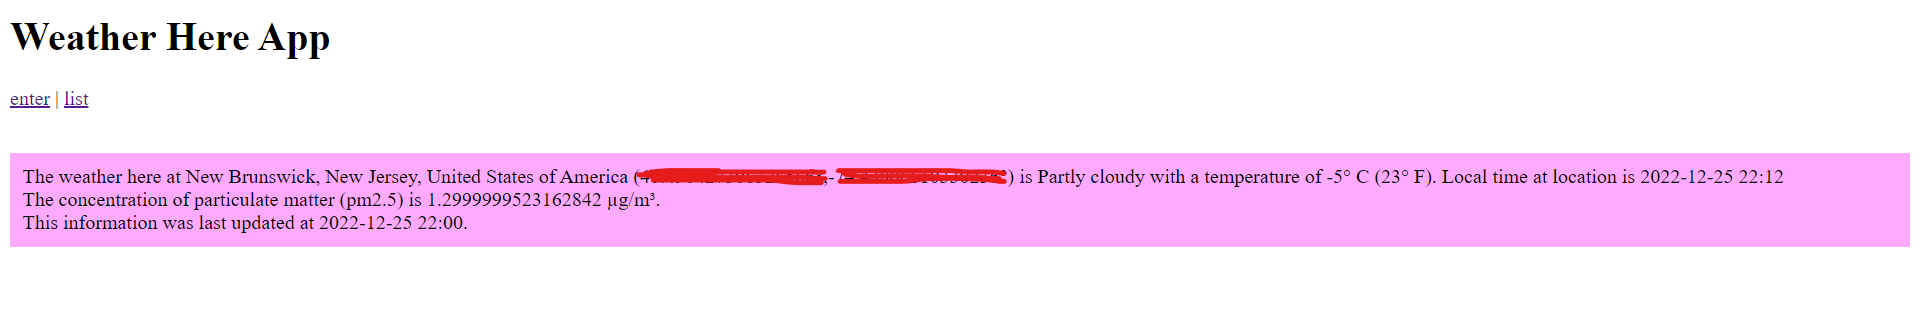 Weather Here App
enter | list
The weather here at New Brunswick, New Jersey, United States of America ( ,- ) is Partly cloudy with a temperature of -5° C (23° F). Local time at location is 2022-12-25 22:12
The concentration of particulate matter (pm2.5) is 1.2999999523162842 µg/m³.
This information was last updated at 2022-12-25 22:00.